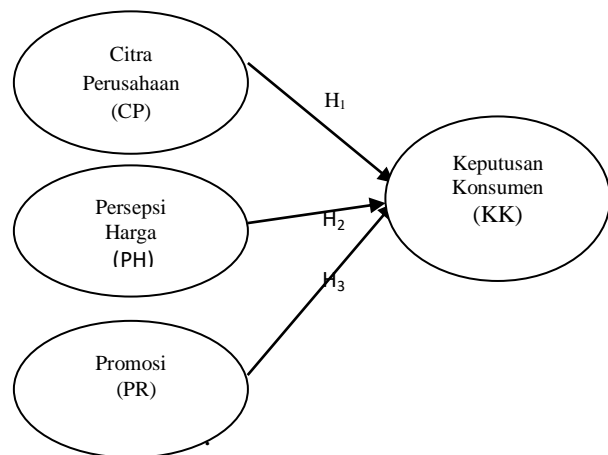 Citra
Perusahaan
(CP)
H₁
Keputusan
Konsumen
(KK)
Persepsi
Harga
(PH)
H₂
H₃
Promosi
(PR)
.